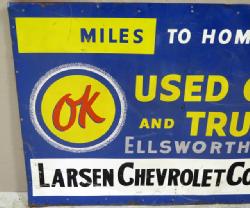 MILES TO HOM
OK
USED C
AND TRU
ELLSWORTH
LARSEN CHEVROLET CO